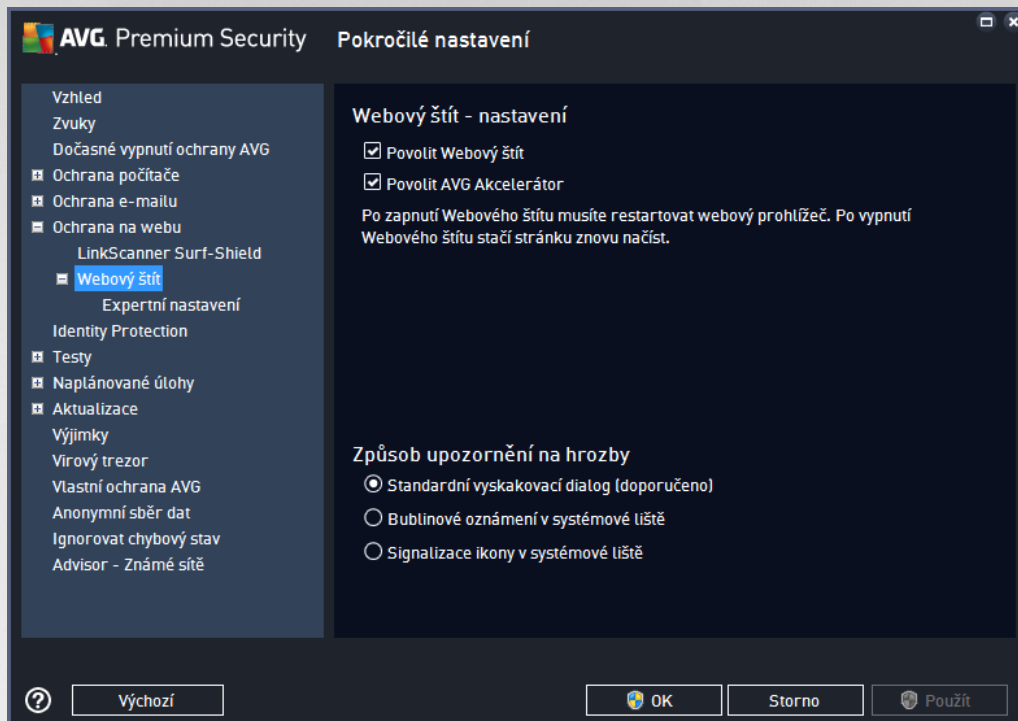 AVG. Premium Security
Pokročilé nastavení
Vzhled
Zvuky
Dočasné vypnutí ochrany AVG
Ochrana počítače
Ochrana e-mailu
Ochrana na webu
LinkScanner Surf-Shield
Webový štít
Expertní nastavení
Identity Protection
Testy
Naplánované úlohy
Aktualizace
Výjimky
Virový trezor
Vlastní ochrana AVG
Anonymní sběr dat
Ignorovat chybový stav
Advisor - Známé sítě
Webový štít - nastavení
Povolit Webový štít
Povolit AVG Akcelerátor
Po zapnutí Webového štítu musíte restartovat webový prohlížeč. Po vypnutí
Webového štítu stačí stránku znovu načíst.
Způsob upozornění na hrozby
Standardní vyskakovací dialog (doporučeno)
Bublinové oznámení v systémové liště
Signalizace ikony v systémové liště
Výchozí
OK
Storno
Použít